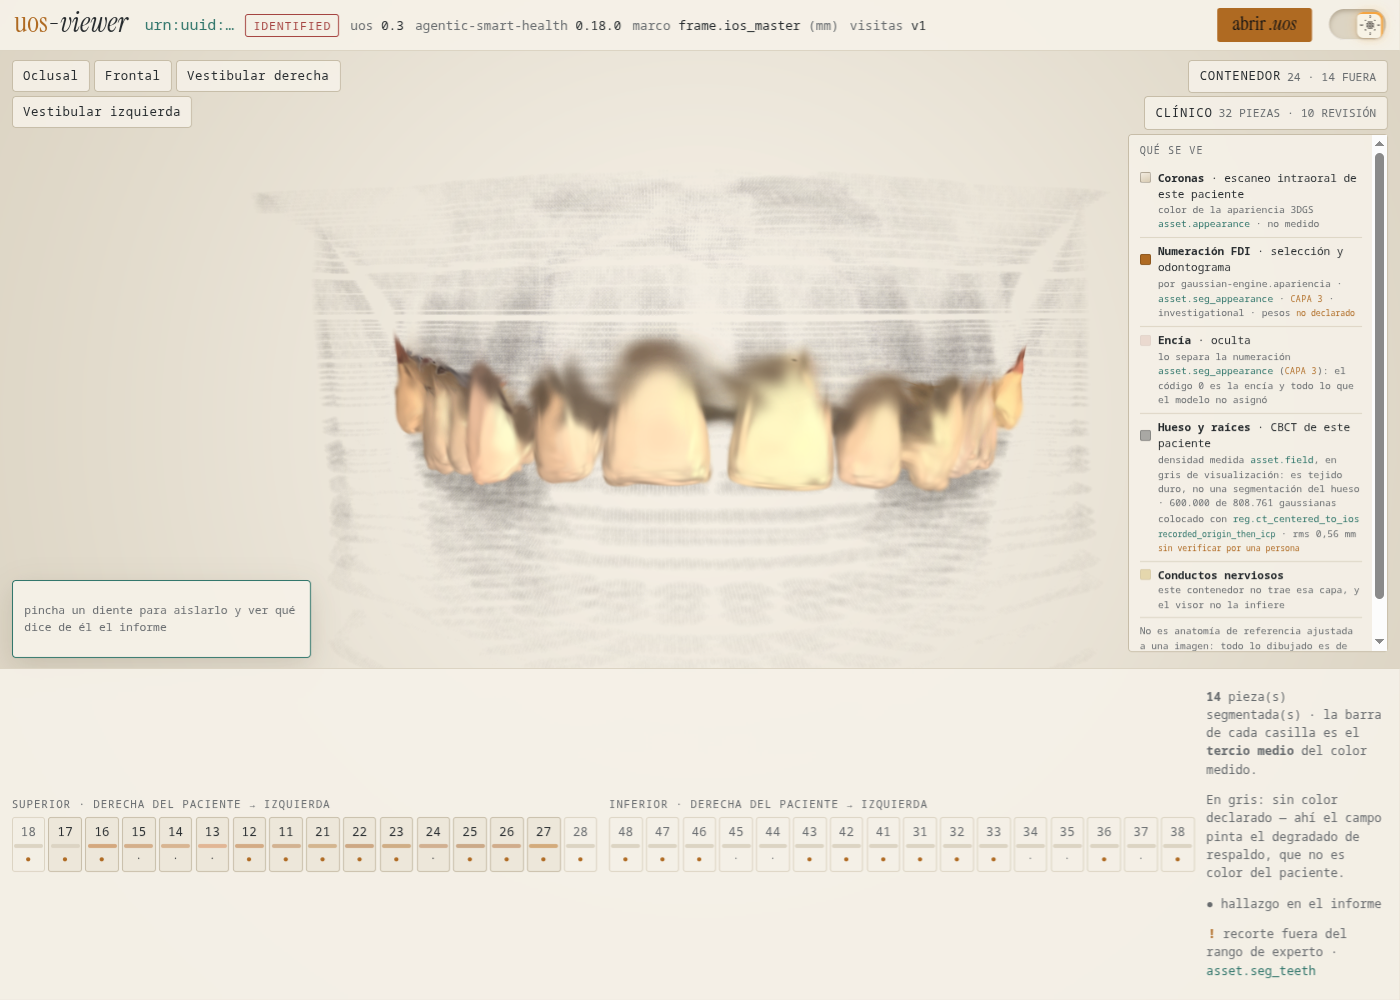 uos-viewer urn:uuid:… IDENTIFIED uos 0.3 agentic-smart-health 0.18.0 marco frame.ios_master (mm) visitas v1 abrir .uos
Oclusal Frontal Vestibular derecha
Vestibular izquierda
CONTENEDOR 24 · 14 FUERA
CLÍNICO 32 PIEZAS · 10 REVISIÓN
QUÉ SE VE
Coronas · escaneo intraoral de
este paciente
color de la apariencia 3DGS
asset.appearance · no medido
Numeración FDI · selección y
odontograma
por gaussian-engine.apariencia ·
asset.seg_appearance · CAPA 3 ·
investigational · pesos no declarado
Encía · oculta
lo separa la numeración
asset.seg_appearance (CAPA 3): el
código 0 es la encía y todo lo que
el modelo no asignó
Hueso y raíces · CBCT de este
paciente
densidad medida asset.field, en
gris de visualización: es tejido
duro, no una segmentación del hueso
· 600.000 de 808.761 gaussianas
colocado con reg.ct_centered_to_ios
recorded_origin_then_icp · rms 0,56 mm
sin verificar por una persona
Conductos nerviosos
este contenedor no trae esa capa, y
el visor no la infiere
No es anatomía de referencia ajustada
a una imagen: todo lo dibujado es de
pincha un diente para aislarlo y ver qué
dice de él el informe
SUPERIOR · DERECHA DEL PACIENTE → IZQUIERDA
18 17 16 15 14 13 12 11 21 22 23 24 25 26 27 28
INFERIOR · DERECHA DEL PACIENTE → IZQUIERDA
48 47 46 45 44 43 42 41 31 32 33 34 35 36 37 38
14 pieza(s)
segmentada(s) · la barra
de cada casilla es el
tercio medio del color
medido.
En gris: sin color
declarado — ahí el campo
pinta el degradado de
respaldo, que no es
color del paciente.
• hallazgo en el informe
! recorte fuera del
rango de experto ·
asset.seg_teeth